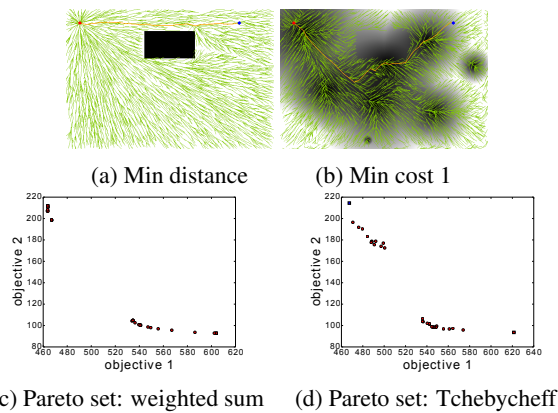 (a) Min distance (b) Min cost 1
220
200
180
160
140
120
100
80
objective 2
460 480 500 520 540 560 580 600 620
objective 1
220
200
180
160
140
120
100
80
objective 2
460 480 500 520 540 560 580 600 620 640
objective 1
c) Pareto set: weighted sum (d) Pareto set: Tchebycheff